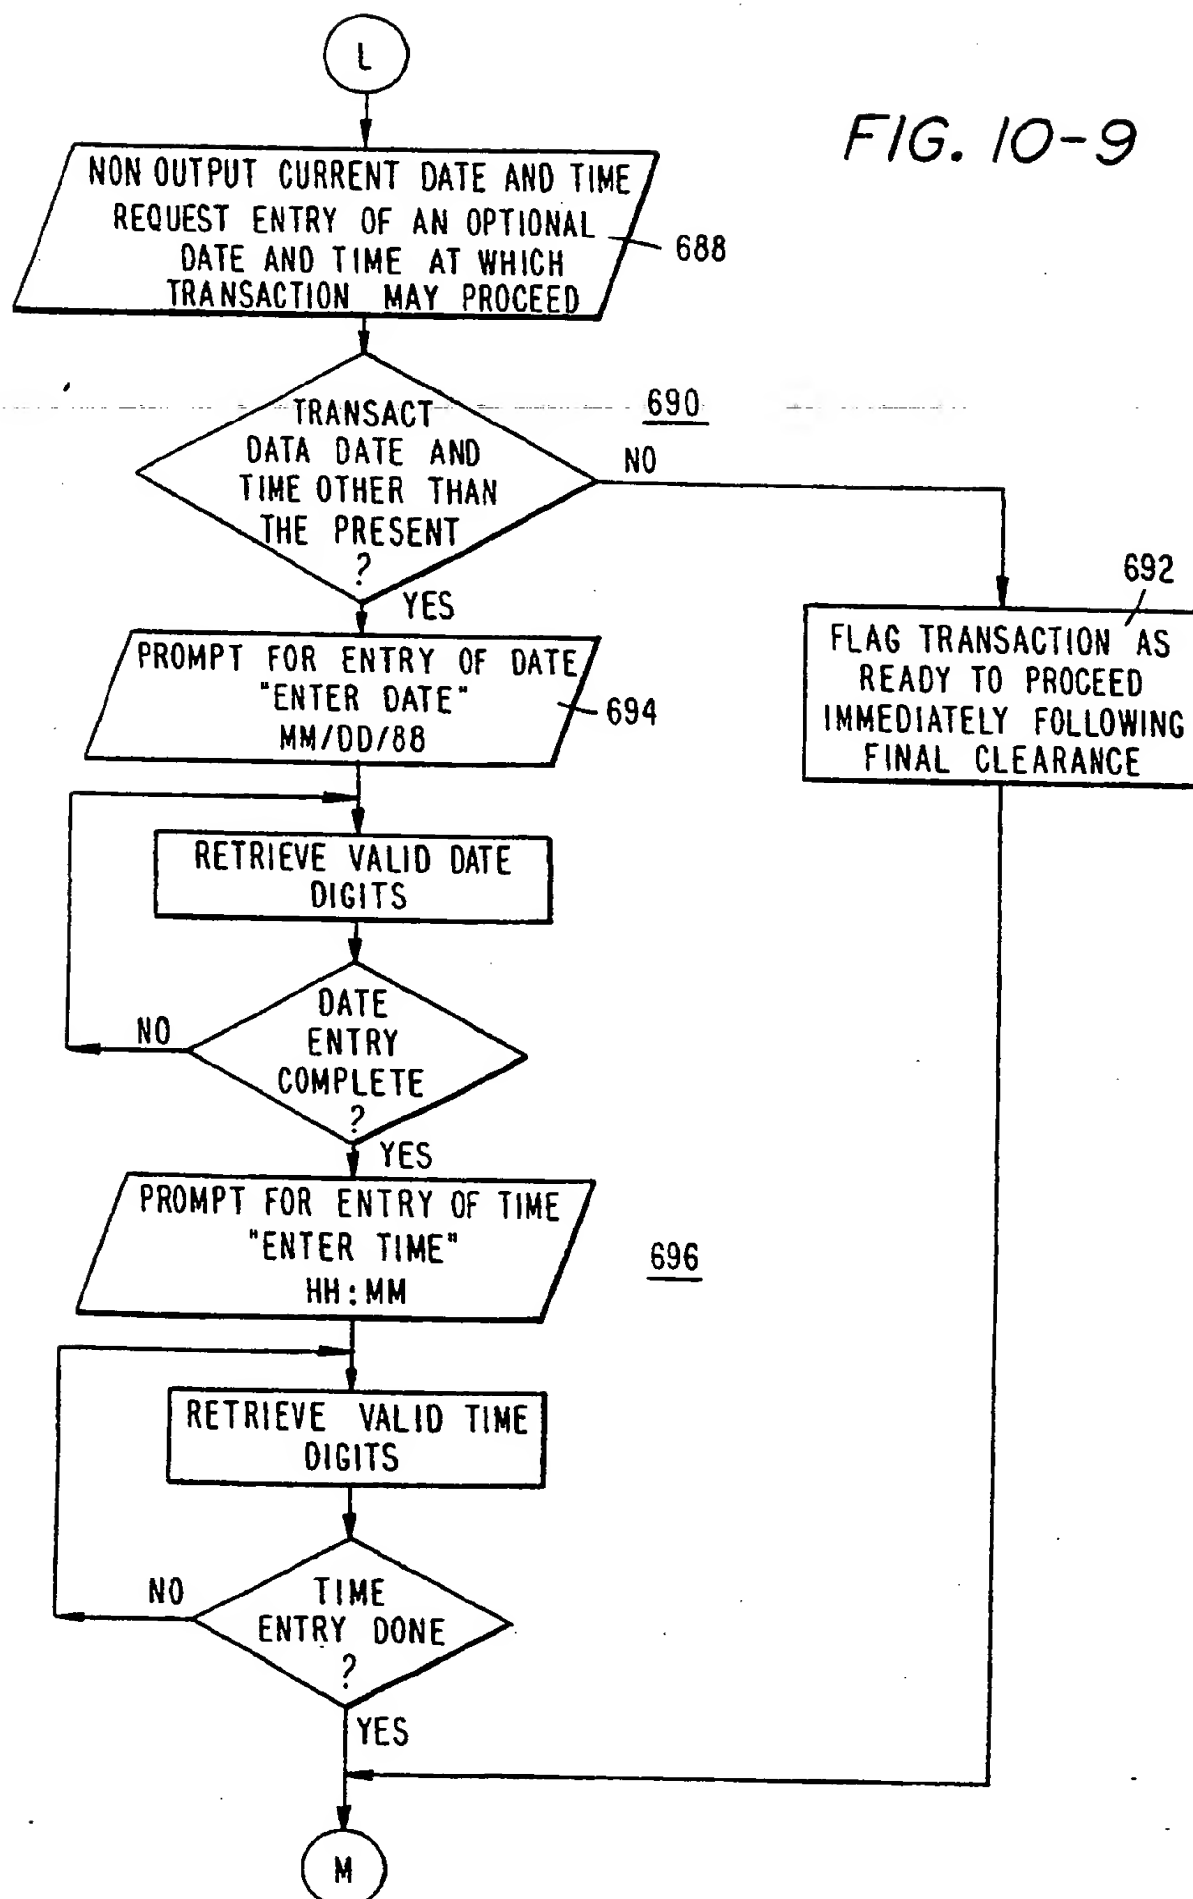 L
FIG. 10-9
NON OUTPUT CURRENT DATE AND TIME
REQUEST ENTRY OF AN OPTIONAL
DATE AND TIME AT WHICH
TRANSACTION MAY PROCEED
688
690
TRANSACT
DATA DATE AND
TIME OTHER THAN
THE PRESENT
?
NO
YES
692
FLAG TRANSACTION AS
READY TO PROCEED
IMMEDIATELY FOLLOWING
FINAL CLEARANCE
PROMPT FOR ENTRY OF DATE
"ENTER DATE"
MM/DD/88
694
RETRIEVE VALID DATE
DIGITS
DATE
ENTRY
COMPLETE
?
NO
YES
PROMPT FOR ENTRY OF TIME
"ENTER TIME"
HH:MM
696
RETRIEVE VALID TIME
DIGITS
TIME
ENTRY DONE
?
NO
YES
M